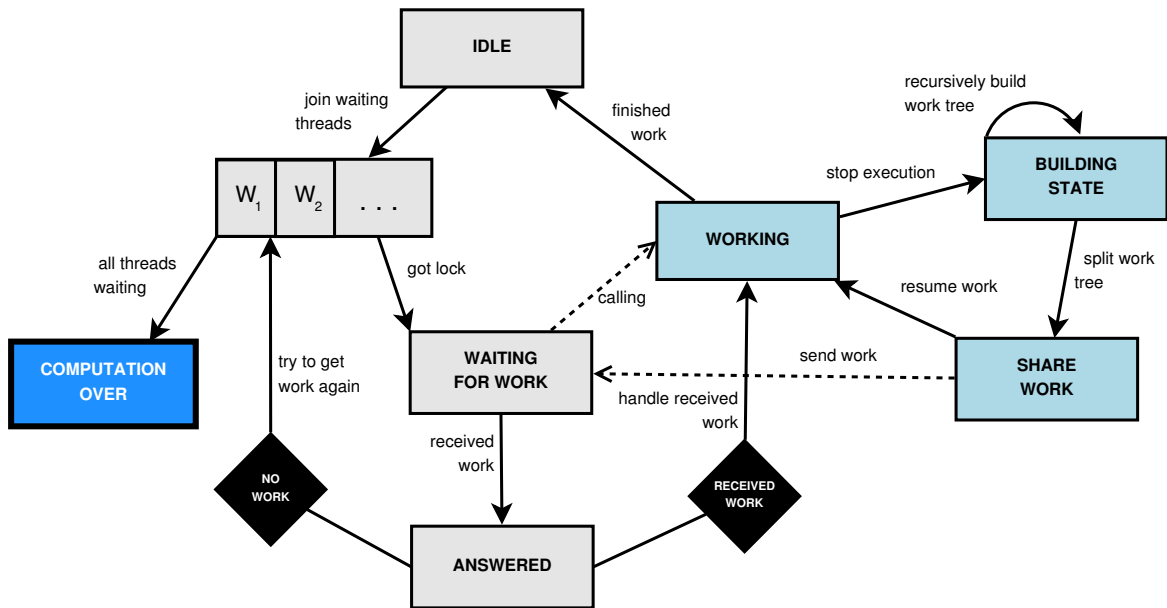 IDLE
join waiting
threads
finished
work
recursively build
work tree
BUILDING
STATE
stop execution
W1
W2
. . .
WORKING
all threads
waiting
got lock
calling
split work
tree
resume work
COMPUTATION
OVER
try to get
work again
WAITING
FOR WORK
send work
SHARE
WORK
handle received
work
received
work
NO
WORK
RECEIVED
WORK
ANSWERED